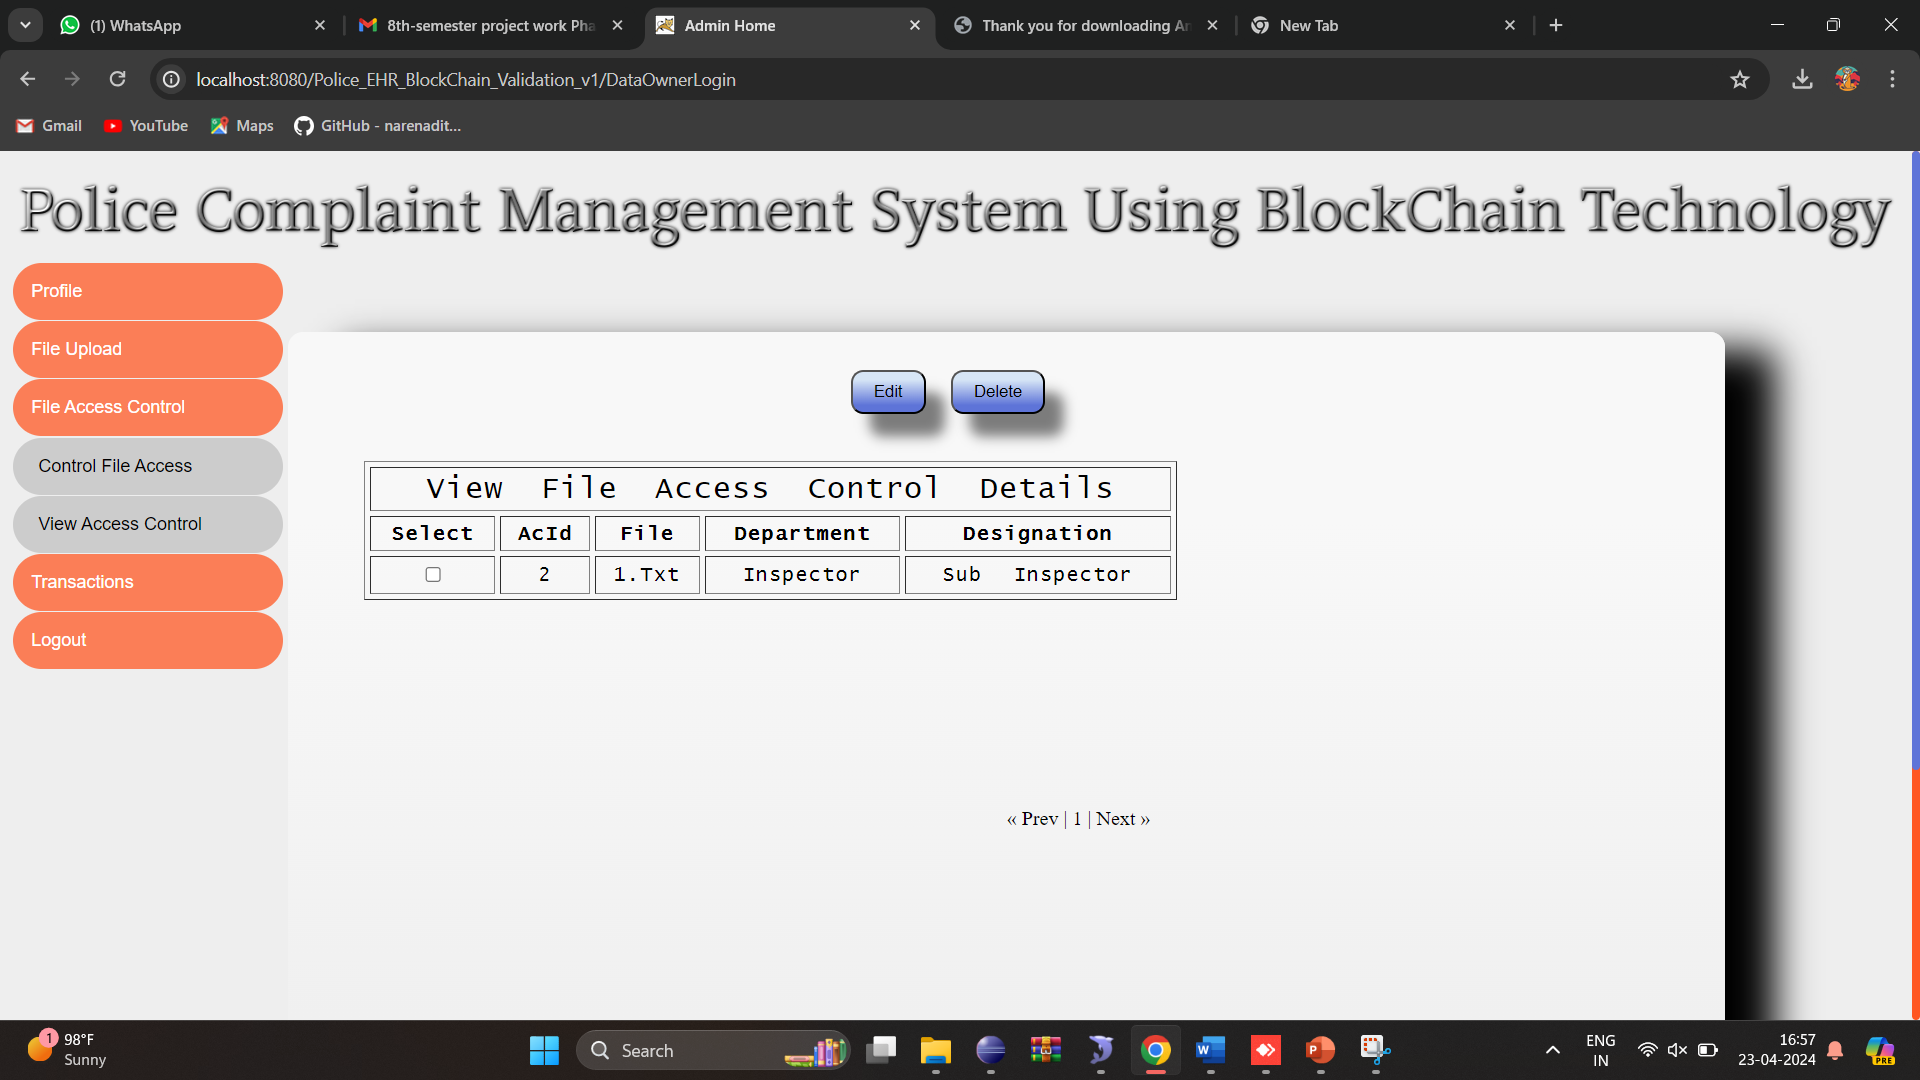 (1) WhatsApp
8th-semester project work Pha
Admin Home
Thank you for downloading An
New Tab
localhost:8080/Police_EHR_BlockChain_Validation_v1/DataOwnerLogin
Gmail
YouTube
Maps
GitHub - narenadit...
Police Complaint Management System Using BlockChain Technology
Profile
File Upload
File Access Control
Control File Access
View Access Control
Transactions
Logout
Edit
Delete
View File Access Control Details
Select AcId File Department Designation
2 1.Txt Inspector Sub Inspector
« Prev | 1 | Next »
1
98°F
Sunny
Search
ENG
IN
16:57
23-04-2024
PRE